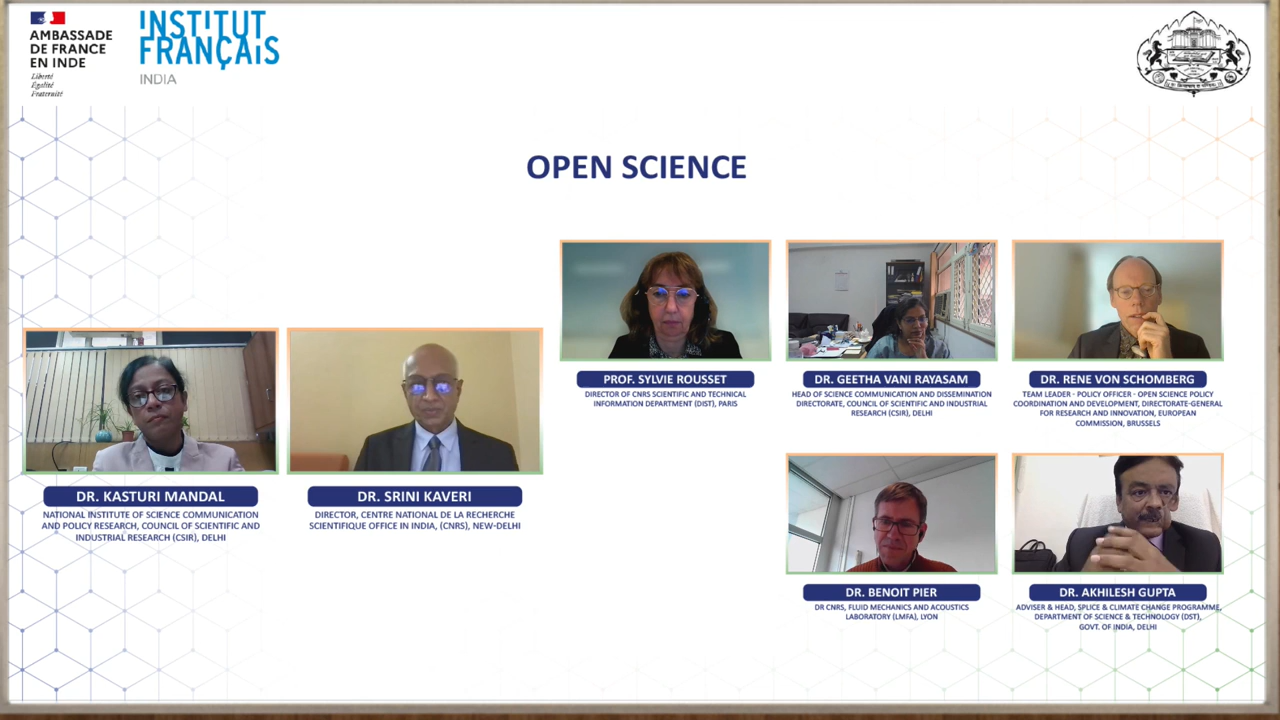 AMBASSADE
DE FRANCE
EN INDE
Liberté
Égalité
Fraternité
INSTITUT
FRANÇAIS
INDIA
OPEN SCIENCE
PROF. SYLVIE ROUSSET
DIRECTOR OF CNRS SCIENTIFIC AND TECHNICAL
INFORMATION DEPARTMENT (DIST), PARIS
DR. GEETHA VANI RAYASAM
HEAD OF SCIENCE COMMUNICATION AND DISSEMINATION
DIRECTORATE, COUNCIL OF SCIENTIFIC AND INDUSTRIAL
RESEARCH (CSIR), DELHI
DR. RENE VON SCHOMBERG
TEAM LEADER - POLICY OFFICER - OPEN SCIENCE POLICY
COORDINATION AND DEVELOPMENT, DIRECTORATE-GENERAL
FOR RESEARCH AND INNOVATION, EUROPEAN
COMMISSION, BRUSSELS
DR. KASTURI MANDAL
NATIONAL INSTITUTE OF SCIENCE COMMUNICATION
AND POLICY RESEARCH, COUNCIL OF SCIENTIFIC AND
INDUSTRIAL RESEARCH (CSIR), DELHI
DR. SRINI KAVERI
DIRECTOR, CENTRE NATIONAL DE LA RECHERCHE
SCIENTIFIQUE OFFICE IN INDIA, (CNRS), NEW-DELHI
DR. BENOIT PIER
DR CNRS, FLUID MECHANICS AND ACOUSTICS
LABORATORY (LMFA), LYON
DR. AKHILESH GUPTA
ADVISER & HEAD, SPLICE & CLIMATE CHANGE PROGRAMME,
DEPARTMENT OF SCIENCE & TECHNOLOGY (DST),
GOVT. OF INDIA, DELHI